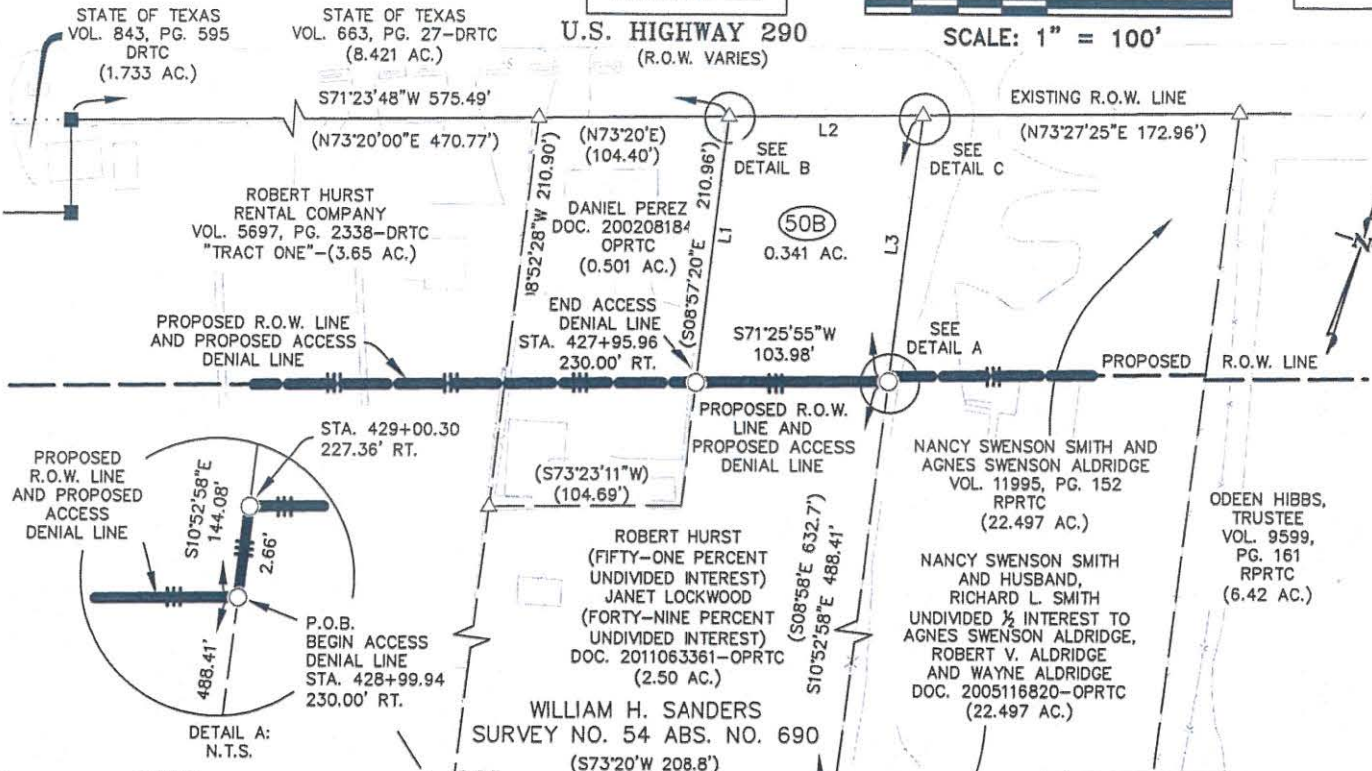 STATE OF TEXAS
VOL. 843, PG. 595
DRTC
(1.733 AC.)
STATE OF TEXAS
VOL. 663, PG. 27-DRTC
(8.421 AC.)
U.S. HIGHWAY 290
(R.O.W. VARIES)
SCALE: 1" = 100'
S71°23'48"W 575.49'
(N73°20'00"E 470.77')
(N73°20'E)
(104.40')
L2
EXISTING R.O.W. LINE
(N73°27'25"E 172.96')
SEE
DETAIL B
SEE
DETAIL C
ROBERT HURST
RENTAL COMPANY
VOL. 5697, PG. 2338-DRTC
"TRACT ONE"-(3.65 AC.)
18°52'28"W 210.90')
DANIEL PEREZ
DOC. 200208184
OPRTC
(0.501 AC.)
(S08°57'20"E 210.96')
L1
50B
0.341 AC.
L3
N
PROPOSED R.O.W. LINE
AND PROPOSED ACCESS
DENIAL LINE
END ACCESS
DENIAL LINE
STA. 427+95.96
230.00' RT.
S71°25'55"W
103.98'
SEE
DETAIL A
PROPOSED R.O.W. LINE
PROPOSED R.O.W.
LINE AND
PROPOSED ACCESS
DENIAL LINE
STA. 429+00.30
227.36' RT.
PROPOSED
R.O.W. LINE
AND PROPOSED
ACCESS
DENIAL LINE
S10°52'58"E
144.08'
2.66'
488.41'
P.O.B.
BEGIN ACCESS
DENIAL LINE
STA. 428+99.94
230.00' RT.
DETAIL A:
N.T.S.
(S73°23'11"W)
(104.69')
ROBERT HURST
(FIFTY-ONE PERCENT
UNDIVIDED INTEREST)
JANET LOCKWOOD
(FORTY-NINE PERCENT
UNDIVIDED INTEREST)
DOC. 2011063361-OPRTC
(2.50 AC.)
(S08°58'E 632.7')
S10°52'58"E 488.41'
NANCY SWENSON SMITH AND
AGNES SWENSON ALDRIDGE
VOL. 11995, PG. 152
RPRTC
(22.497 AC.)
NANCY SWENSON SMITH
AND HUSBAND,
RICHARD L. SMITH
UNDIVIDED ½ INTEREST TO
AGNES SWENSON ALDRIDGE,
ROBERT V. ALDRIDGE
AND WAYNE ALDRIDGE
DOC. 2005116820-OPRTC
(22.497 AC.)
ODEEN HIBBS,
TRUSTEE
VOL. 9599,
PG. 161
RPRTC
(6.42 AC.)
WILLIAM H. SANDERS
SURVEY NO. 54 ABS. NO. 690
(S73°20'W 208.8')